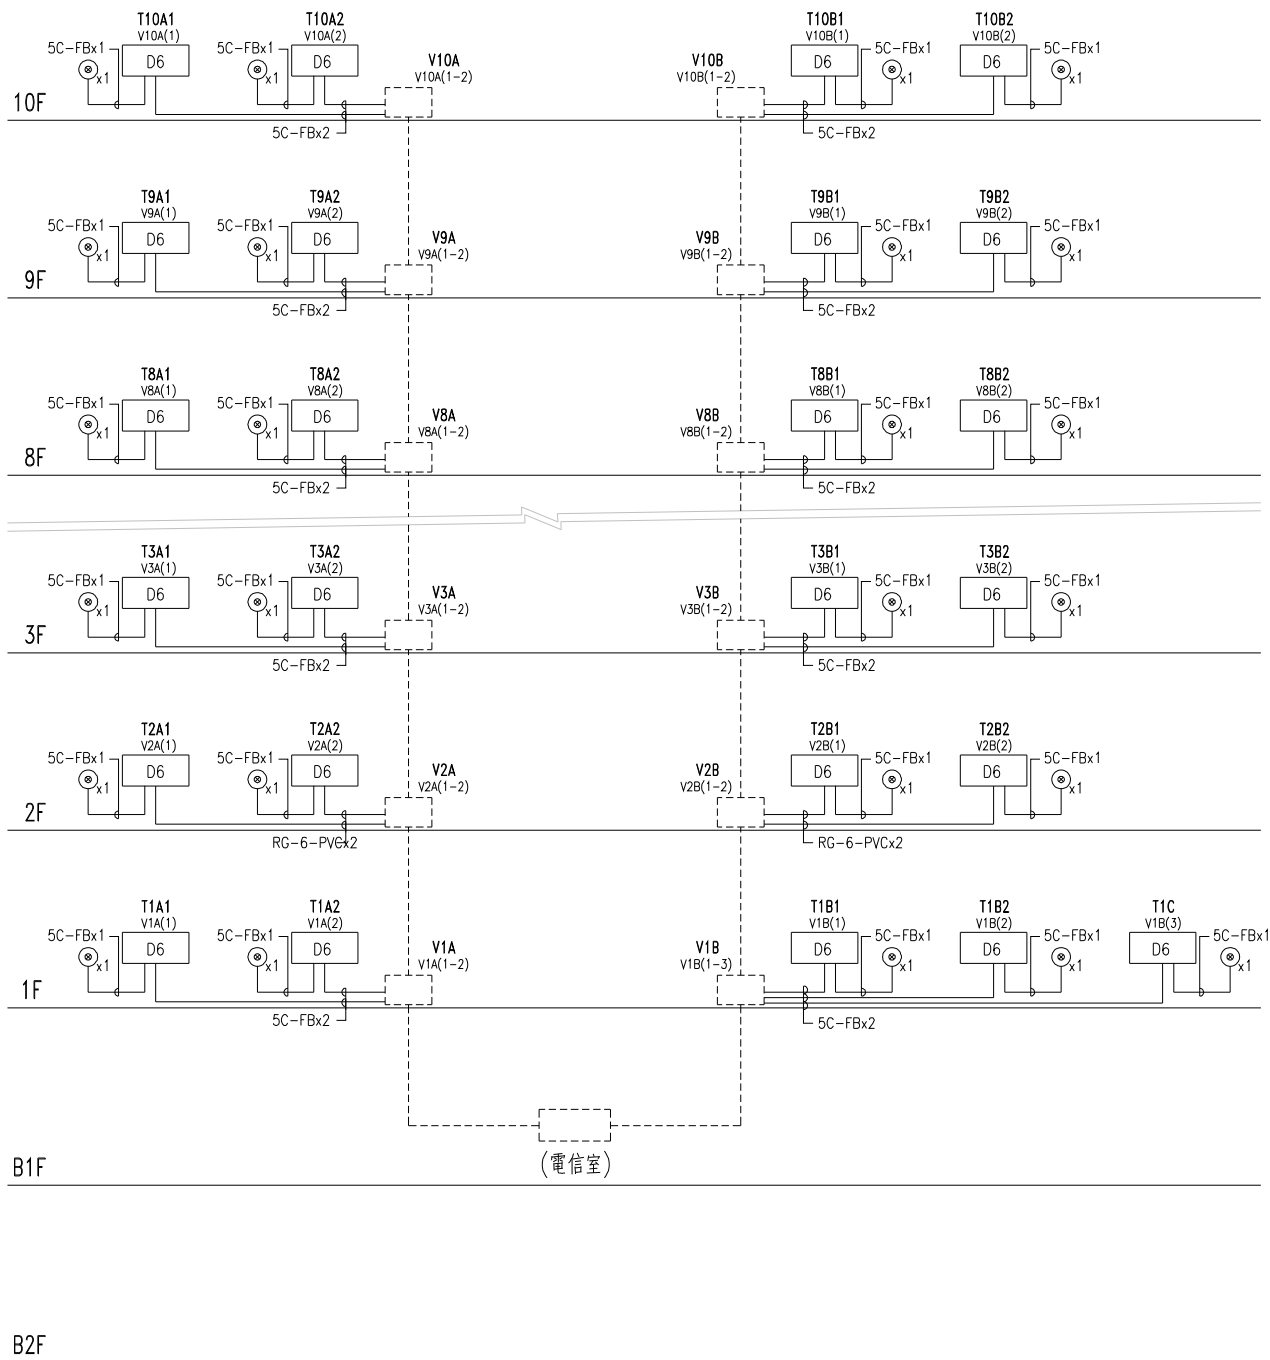 T10A1 T10A2 T10B1 T10B2
V10A(1) V10A(2) V10B(1) V10B(2)
5C-FBx1 5C-FBx1 5C-FBx1 5C-FBx1
D6 D6 V10A V10B D6 D6
x1 x1 V10A(1-2) V10B(1-2) x1 x1
10F
5C-FBx2 5C-FBx2
T9A1 T9A2 T9B1 T9B2
V9A(1) V9A(2) V9B(1) V9B(2)
5C-FBx1 5C-FBx1 5C-FBx1 5C-FBx1
D6 D6 V9A V9B D6 D6
x1 x1 V9A(1-2) V9B(1-2) x1 x1
9F
5C-FBx2 5C-FBx2
T8A1 T8A2 T8B1 T8B2
V8A(1) V8A(2) V8B(1) V8B(2)
5C-FBx1 5C-FBx1 5C-FBx1 5C-FBx1
D6 D6 V8A V8B D6 D6
x1 x1 V8A(1-2) V8B(1-2) x1 x1
8F
5C-FBx2 5C-FBx2
T3A1 T3A2 T3B1 T3B2
V3A(1) V3A(2) V3B(1) V3B(2)
5C-FBx1 5C-FBx1 5C-FBx1 5C-FBx1
D6 D6 V3A V3B D6 D6
x1 x1 V3A(1-2) V3B(1-2) x1 x1
3F
5C-FBx2 5C-FBx2
T2A1 T2A2 T2B1 T2B2
V2A(1) V2A(2) V2B(1) V2B(2)
5C-FBx1 5C-FBx1 5C-FBx1 5C-FBx1
D6 D6 V2A V2B D6 D6
x1 x1 V2A(1-2) V2B(1-2) x1 x1
2F
RG-6-PVCx2 RG-6-PVCx2
T1A1 T1A2 T1B1 T1B2 T1C
V1A(1) V1A(2) V1B(1) V1B(2) V1B(3)
5C-FBx1 5C-FBx1 5C-FBx1 5C-FBx1 5C-FBx1
D6 D6 V1A V1B D6 D6 D6
x1 x1 V1A(1-2) V1B(1-3) x1 x1 x1
1F
5C-FBx2 5C-FBx2
(電信室)
B1F
B2F